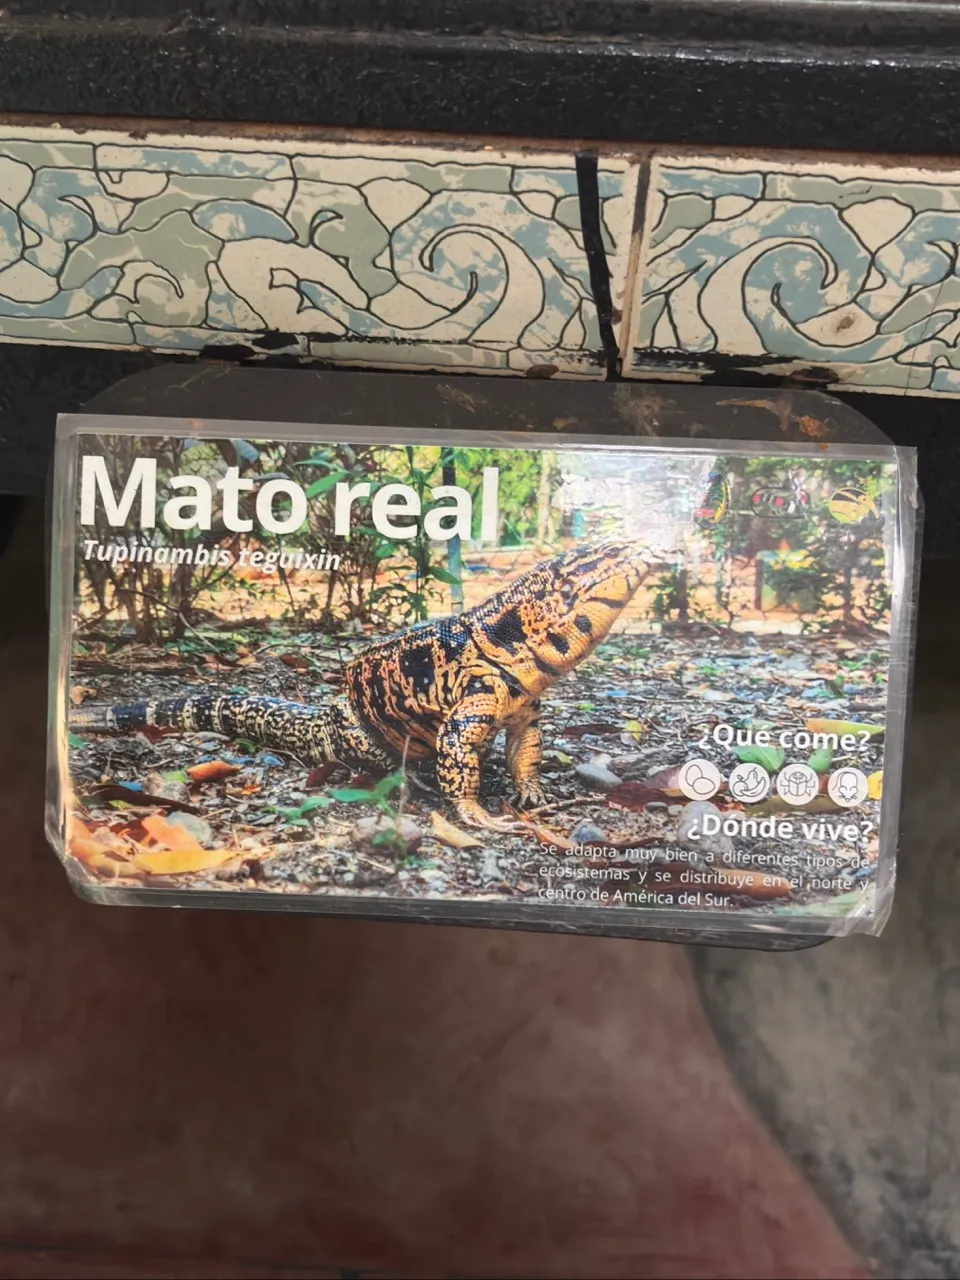 Mato real
Tupinambis teguixin
¿Qué come?
¿Dónde vive?
Se adapta muy bien a diferentes tipos de
ecosistemas y se distribuye en el norte y
centro de América del Sur.